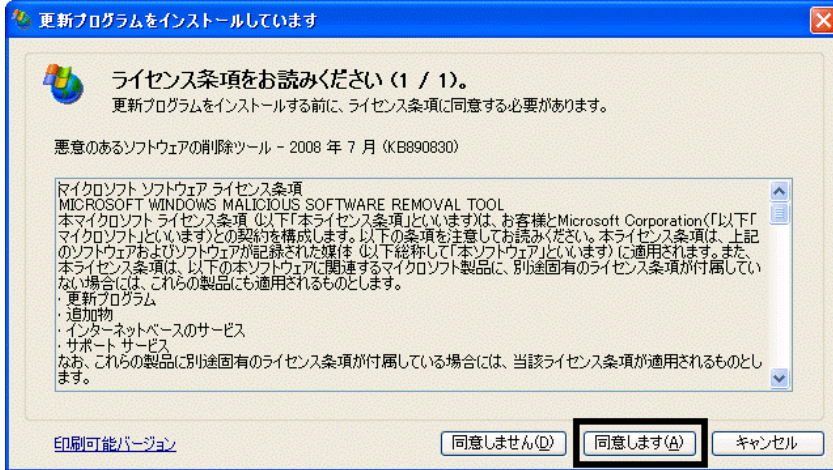 更新プログラムをインストールしています
ライセンス条項をお読みください (1 / 1)。
更新プログラムをインストールする前に、ライセンス条項に同意する必要があります。
悪意のあるソフトウェアの削除ツール - 2008 年 7 月 (KB890830)
マイクロソフト ソフトウェア ライセンス条項
MICROSOFT WINDOWS MALICIOUS SOFTWARE REMOVAL TOOL
本マイクロソフト ライセンス条項 (以下「本ライセンス条項」といいます)は、お客様とMicrosoft Corporation(「以下「
マイクロソフト」といいます)との契約を構成します。以下の条項を注意してお読みください。本ライセンス条項は、上記
のソフトウェアおよびソフトウェアが記録された媒体 (以下総称して「本ソフトウェア」といいます) に適用されます。また、
本ライセンス条項は、以下の本ソフトウェアに関連するマイクロソフト製品に、別途固有のライセンス条項が付属してい
ない場合には、これらの製品にも適用されるものとします。
・更新プログラム
・追加物
・インターネットベースのサービス
・サポート サービス
なお、これらの製品に別途固有のライセンス条項が付属している場合には、当該ライセンス条項が適用されるものとし
ます。
印刷可能バージョン
同意しません(D)
同意します(A)
キャンセル